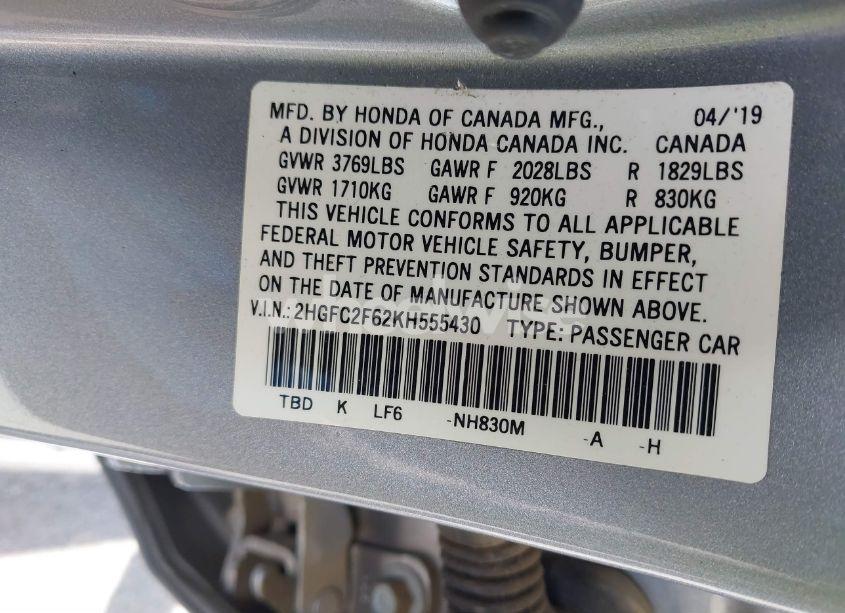 MFD. BY HONDA OF CANADA MFG., 04/'19
A DIVISION OF HONDA CANADA INC. CANADA
GVWR 3769LBS GAWR F 2028LBS R 1829LBS
GVWR 1710KG GAWR F 920KG R 830KG
THIS VEHICLE CONFORMS TO ALL APPLICABLE
FEDERAL MOTOR VEHICLE SAFETY, BUMPER,
AND THEFT PREVENTION STANDARDS IN EFFECT
ON THE DATE OF MANUFACTURE SHOWN ABOVE.
V.I.N.: 2HGFC2F62KH555430 TYPE: PASSENGER CAR
TBD K LF6 -NH830M -A -H